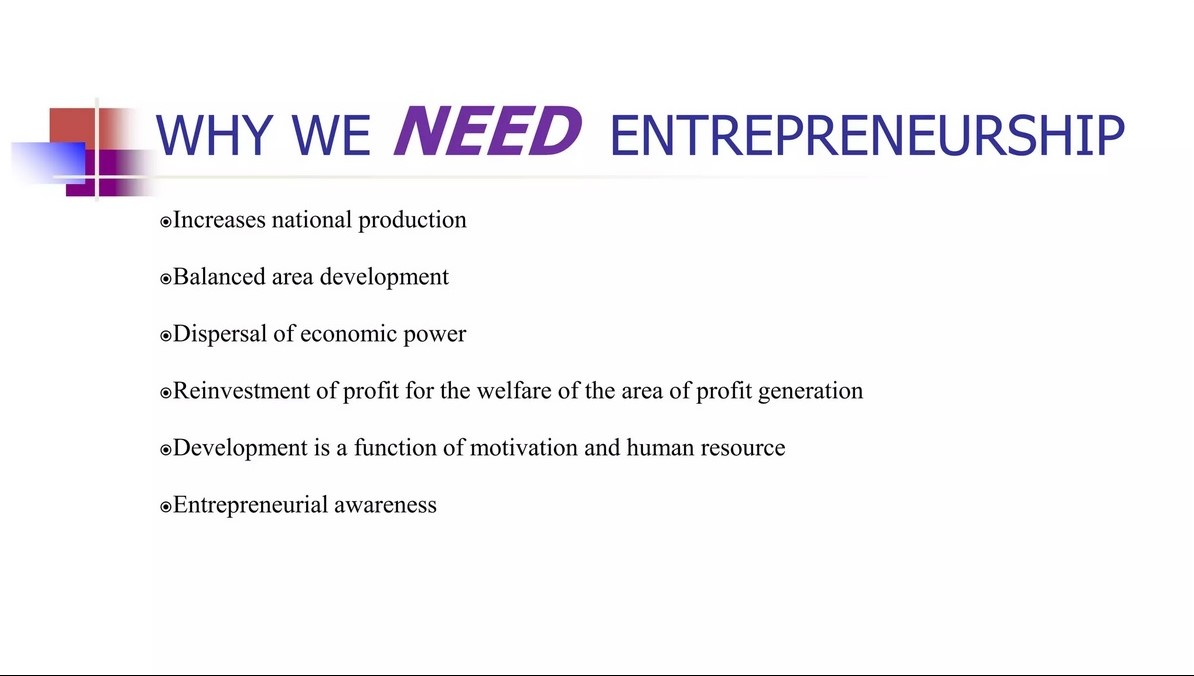 WHY WE NEED ENTREPRENEURSHIP
◉Increases national production
◉Balanced area development
◉Dispersal of economic power
◉Reinvestment of profit for the welfare of the area of profit generation
◉Development is a function of motivation and human resource
◉Entrepreneurial awareness